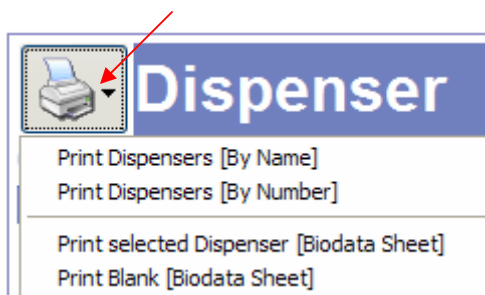 Dispenser
Print Dispensers [By Name]
Print Dispensers [By Number]
Print selected Dispenser [Biodata Sheet]
Print Blank [Biodata Sheet]